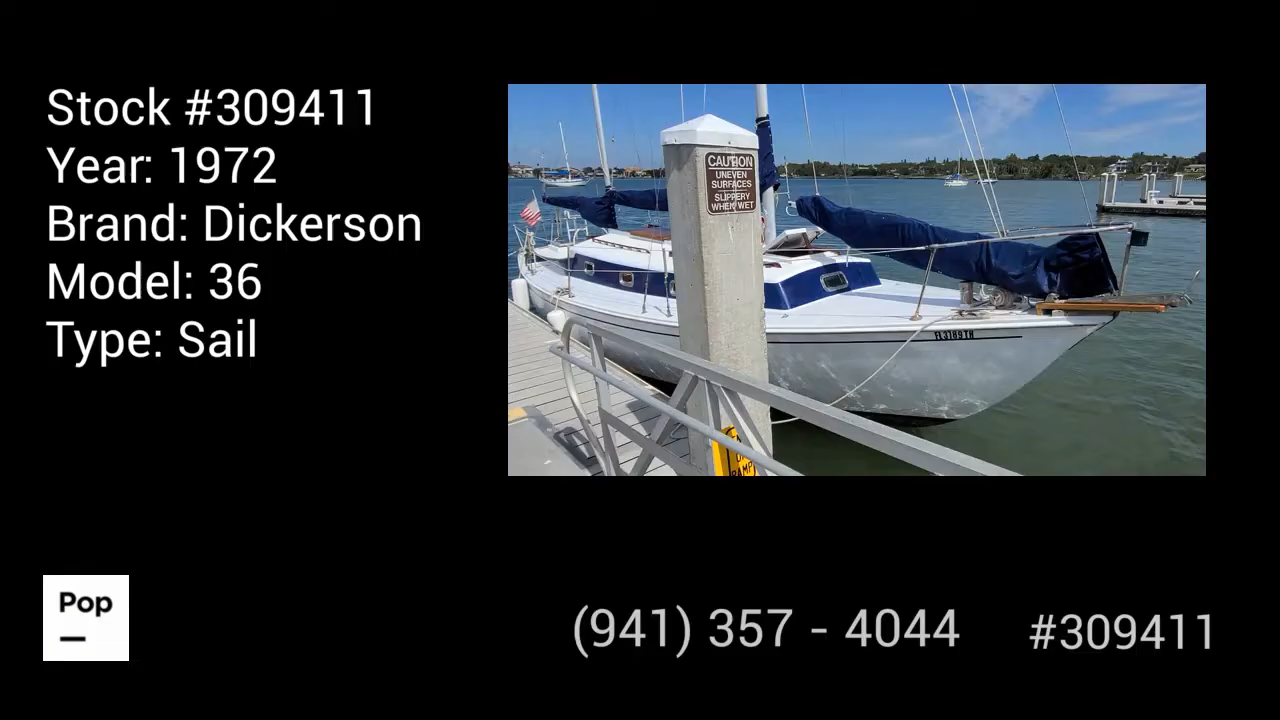 Stock #309411
Year: 1972
Brand: Dickerson
Model: 36
Type: Sail
CAUTION
UNEVEN
SURFACES
SLIPPERY
WHEN WET
Pop
(941) 357 - 4044
#309411